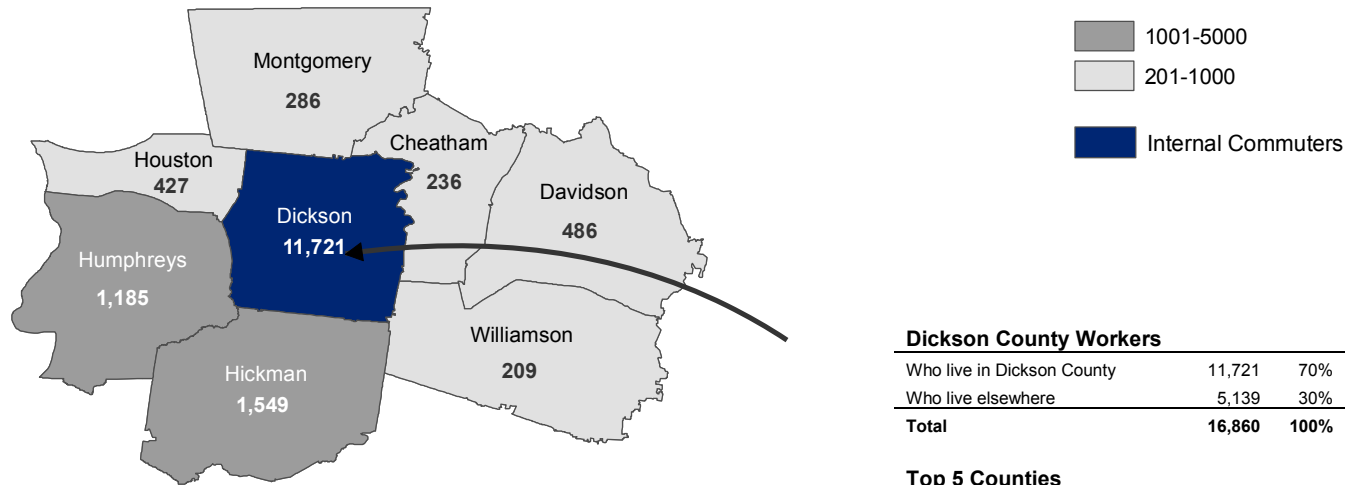 Montgomery
286
Houston
427
Cheatham
236
Davidson
486
Dickson
11,721
Humphreys
1,185
Williamson
209
Hickman
1,549
1001-5000
201-1000
Internal Commuters
Dickson County Workers
Who live in Dickson County 11,721 70%
Who live elsewhere 5,139 30%
Total 16,860 100%
Top 5 Counties